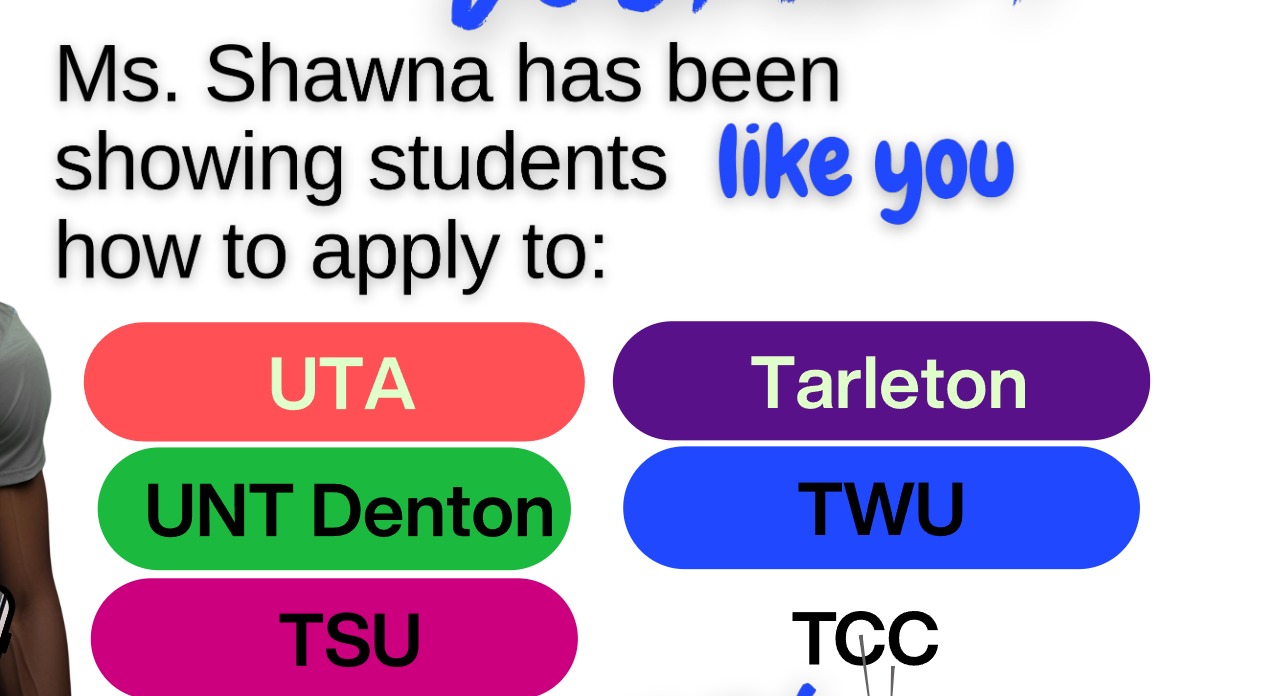 Ms. Shawna has been
showing students like you
how to apply to:
UTA
Tarleton
UNT Denton
TWU
TSU
TCC